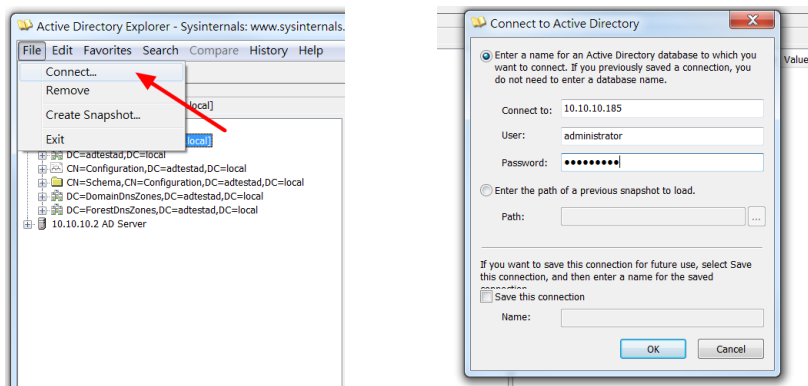 Active Directory Explorer - Sysinternals: www.sysinternals.
File Edit Favorites Search Compare History Help
Connect...
Remove
Create Snapshot...
Exit
local]
local]
DC=adtestad,DC=local
CN=Configuration,DC=adtestad,DC=local
CN=Schema,CN=Configuration,DC=adtestad,DC=local
DC=DomainDnsZones,DC=adtestad,DC=local
DC=ForestDnsZones,DC=adtestad,DC=local
10.10.10.2 AD Server
Connect to Active Directory
Value
Enter a name for an Active Directory database to which you
want to connect. If you previously saved a connection, you
do not need to enter a database name.
Connect to: 10.10.10.185
User: administrator
Password: ●●●●●●●●●
Enter the path of a previous snapshot to load.
Path: ...
If you want to save this connection for future use, select Save
this connection, and then enter a name for the saved
connection.
Save this connection
Name:
OK Cancel